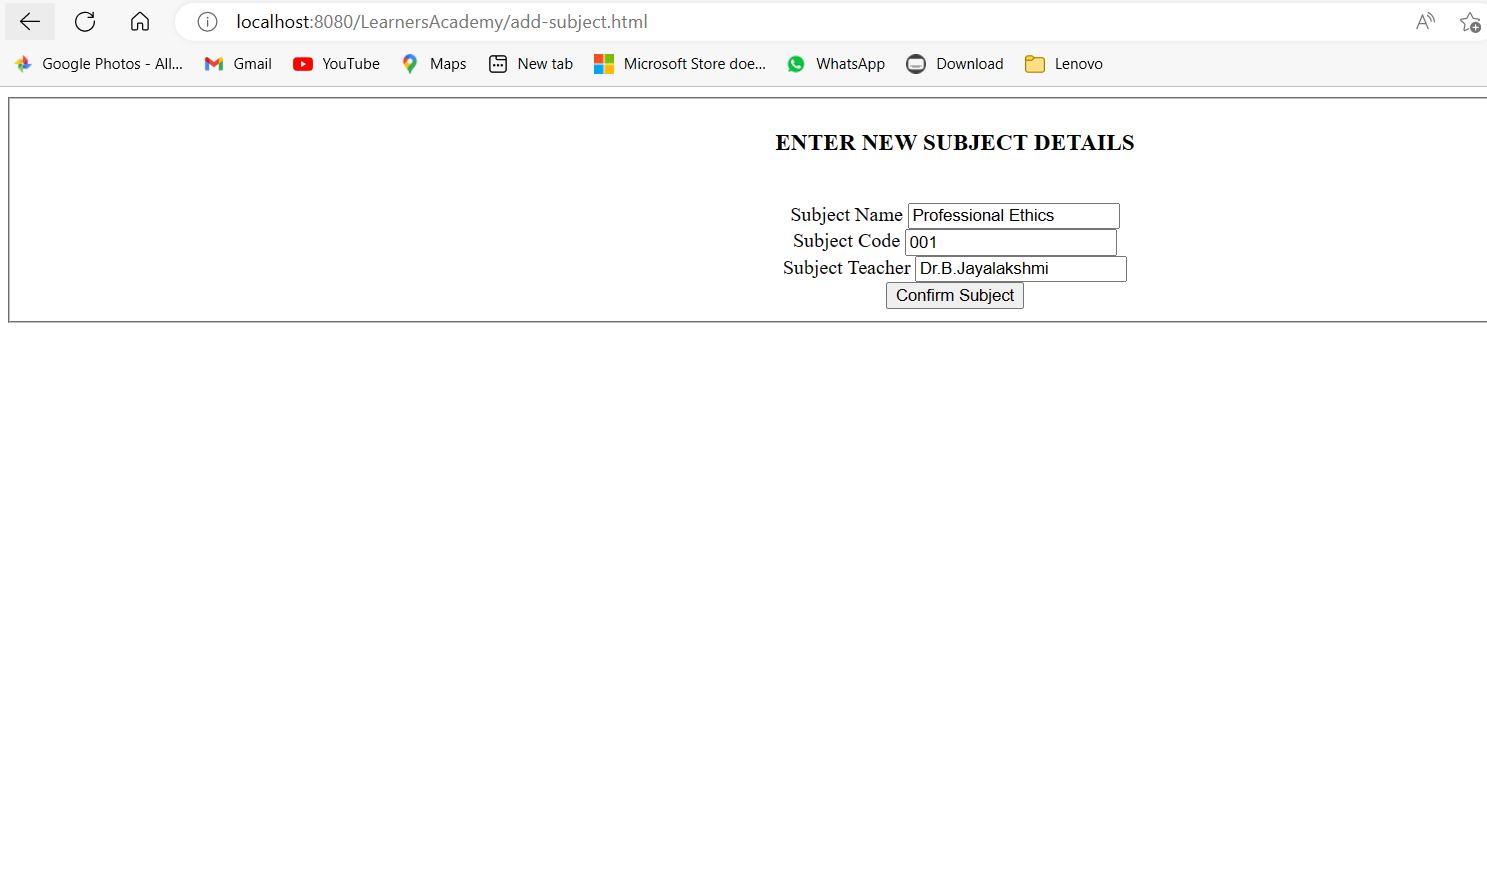 localhost:8080/LearnersAcademy/add-subject.html
Google Photos - All... Gmail YouTube Maps New tab Microsoft Store doe... WhatsApp Download Lenovo
ENTER NEW SUBJECT DETAILS
Subject Name Professional Ethics
Subject Code 001
Subject Teacher Dr.B.Jayalakshmi
Confirm Subject